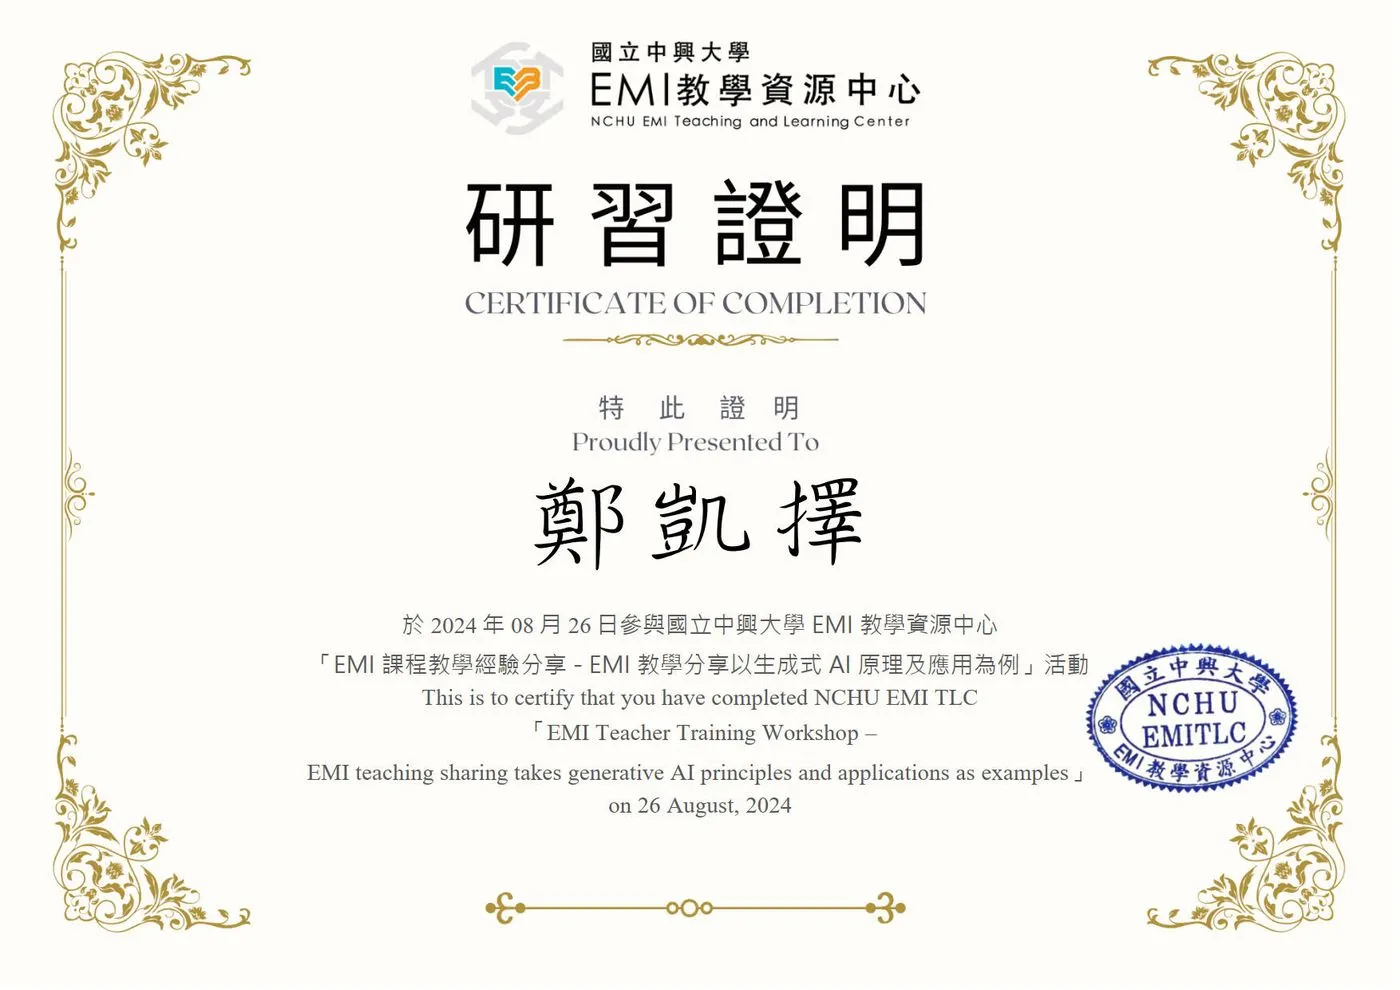 國立中興大學
EMI教學資源中心
NCHU EMI Teaching and Learning Center
研習證明
CERTIFICATE OF COMPLETION
特此證明
Proudly Presented To
鄭凱擇
於 2024 年 08 月 26 日參與國立中興大學 EMI 教學資源中心
「EMI 課程教學經驗分享 - EMI 教學分享以生成式 AI 原理及應用為例」活動
This is to certify that you have completed NCHU EMI TLC
「EMI Teacher Training Workshop –
EMI teaching sharing takes generative AI principles and applications as examples」
on 26 August, 2024
國立中興大學
NCHU
EMITLC
EMI教學資源中心